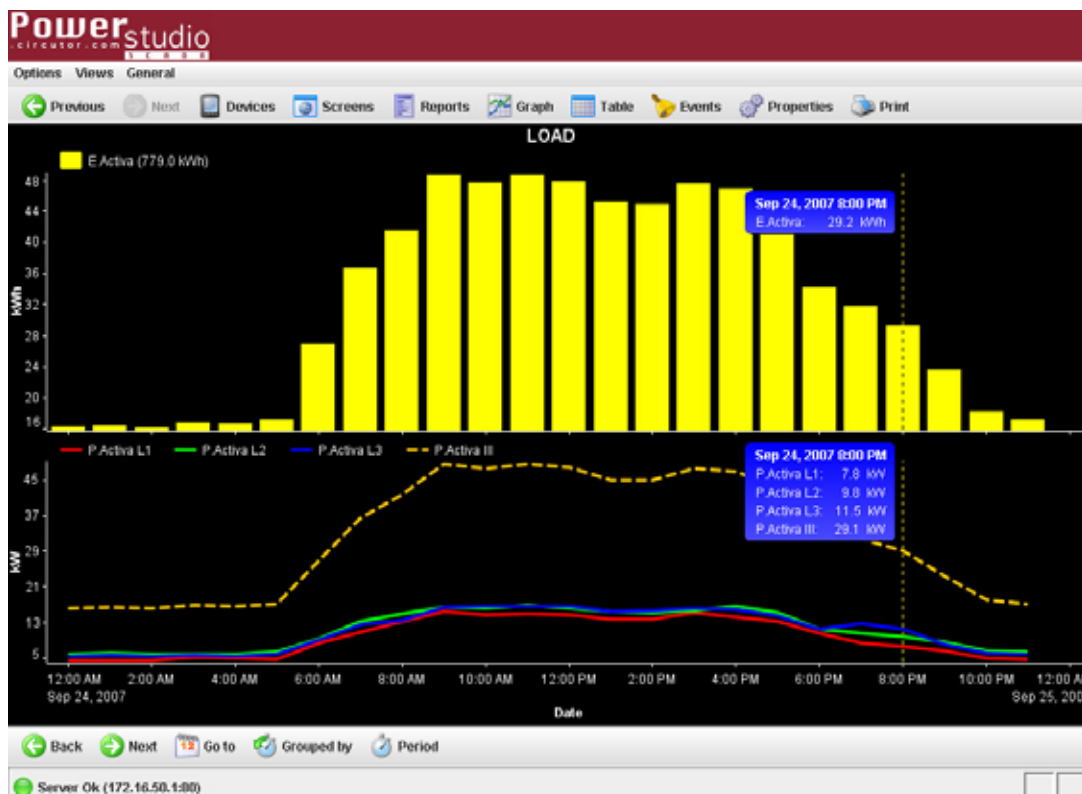 Power studio
.circutor.com SCADA
Options Views General
Previous Next Devices Screens Reports Graph Table Events Properties Print
LOAD
E.Activa (779.0 kWh)
48
44
40
36
32
28
24
20
16
kWh
Sep 24, 2007 8:00 PM
E.Activa: 29.2 kWh
P.Activa L1 P.Activa L2 P.Activa L3 P.Activa III
45
37
29
21
13
5
kW
Sep 24, 2007 8:00 PM
P.Activa L1: 7.8 kW
P.Activa L2: 9.8 kW
P.Activa L3: 11.5 kW
P.Activa III: 29.1 kW
12:00 AM 2:00 AM 4:00 AM 6:00 AM 8:00 AM 10:00 AM 12:00 PM 2:00 PM 4:00 PM 6:00 PM 8:00 PM 10:00 PM 12:00 A
Sep 24, 2007 Sep 25, 200
Date
Back Next 12 Go to Grouped by Period
Server Ok (172.16.50.1:80)